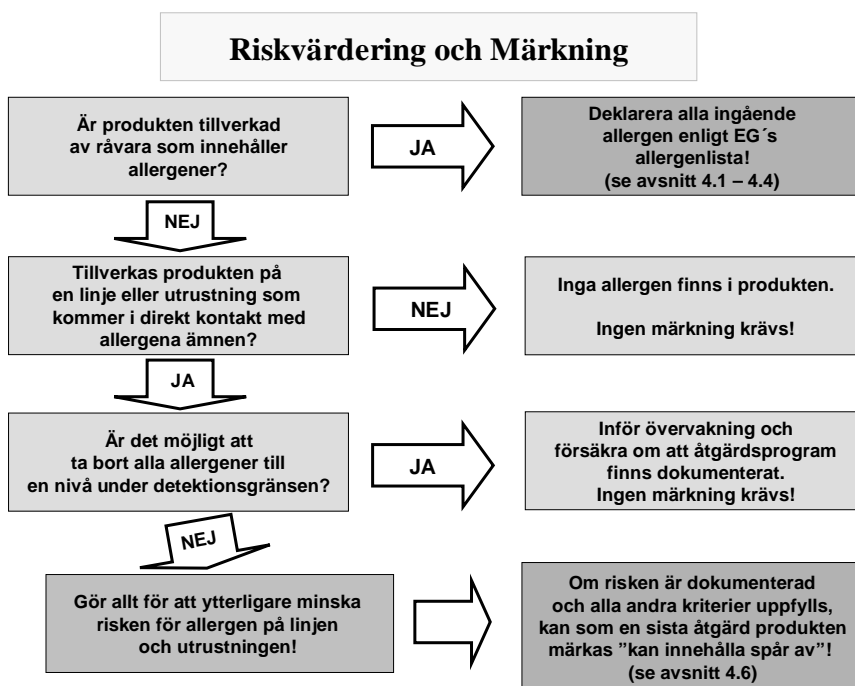 Riskvärdering och Märkning
Är produkten tillverkad
av råvara som innehåller
allergener?
JA
Deklarera alla ingående
allergen enligt EG´s
allergenlista!
(se avsnitt 4.1 – 4.4)
NEJ
Tillverkas produkten på
en linje eller utrustning som
kommer i direkt kontakt med
allergena ämnen?
NEJ
Inga allergen finns i produkten.
Ingen märkning krävs!
JA
Är det möjligt att
ta bort alla allergener till
en nivå under detektionsgränsen?
JA
Inför övervakning och
försäkra om att åtgärdsprogram
finns dokumenterat.
Ingen märkning krävs!
NEJ
Gör allt för att ytterligare minska
risken för allergen på linjen
och utrustningen!
Om risken är dokumenterad
och alla andra kriterier uppfylls,
kan som en sista åtgärd produkten
märkas ”kan innehålla spår av”!
(se avsnitt 4.6)